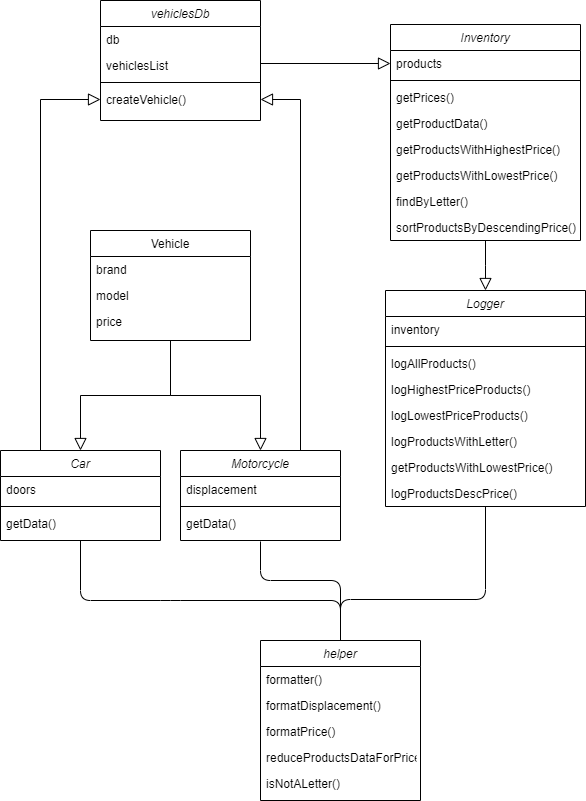 vehiclesDb
db
vehiclesList
createVehicle()
Inventory
products
getPrices()
getProductData()
getProductsWithHighestPrice()
getProductsWithLowestPrice()
findByLetter()
sortProductsByDescendingPrice()
Vehicle
brand
model
price
Logger
inventory
logAllProducts()
logHighestPriceProducts()
logLowestPriceProducts()
logProductsWithLetter()
getProductsWithLowestPrice()
logProductsDescPrice()
Car
doors
getData()
Motorcycle
displacement
getData()
helper
formatter()
formatDisplacement()
formatPrice()
reduceProductsDataForPrice
isNotALetter()